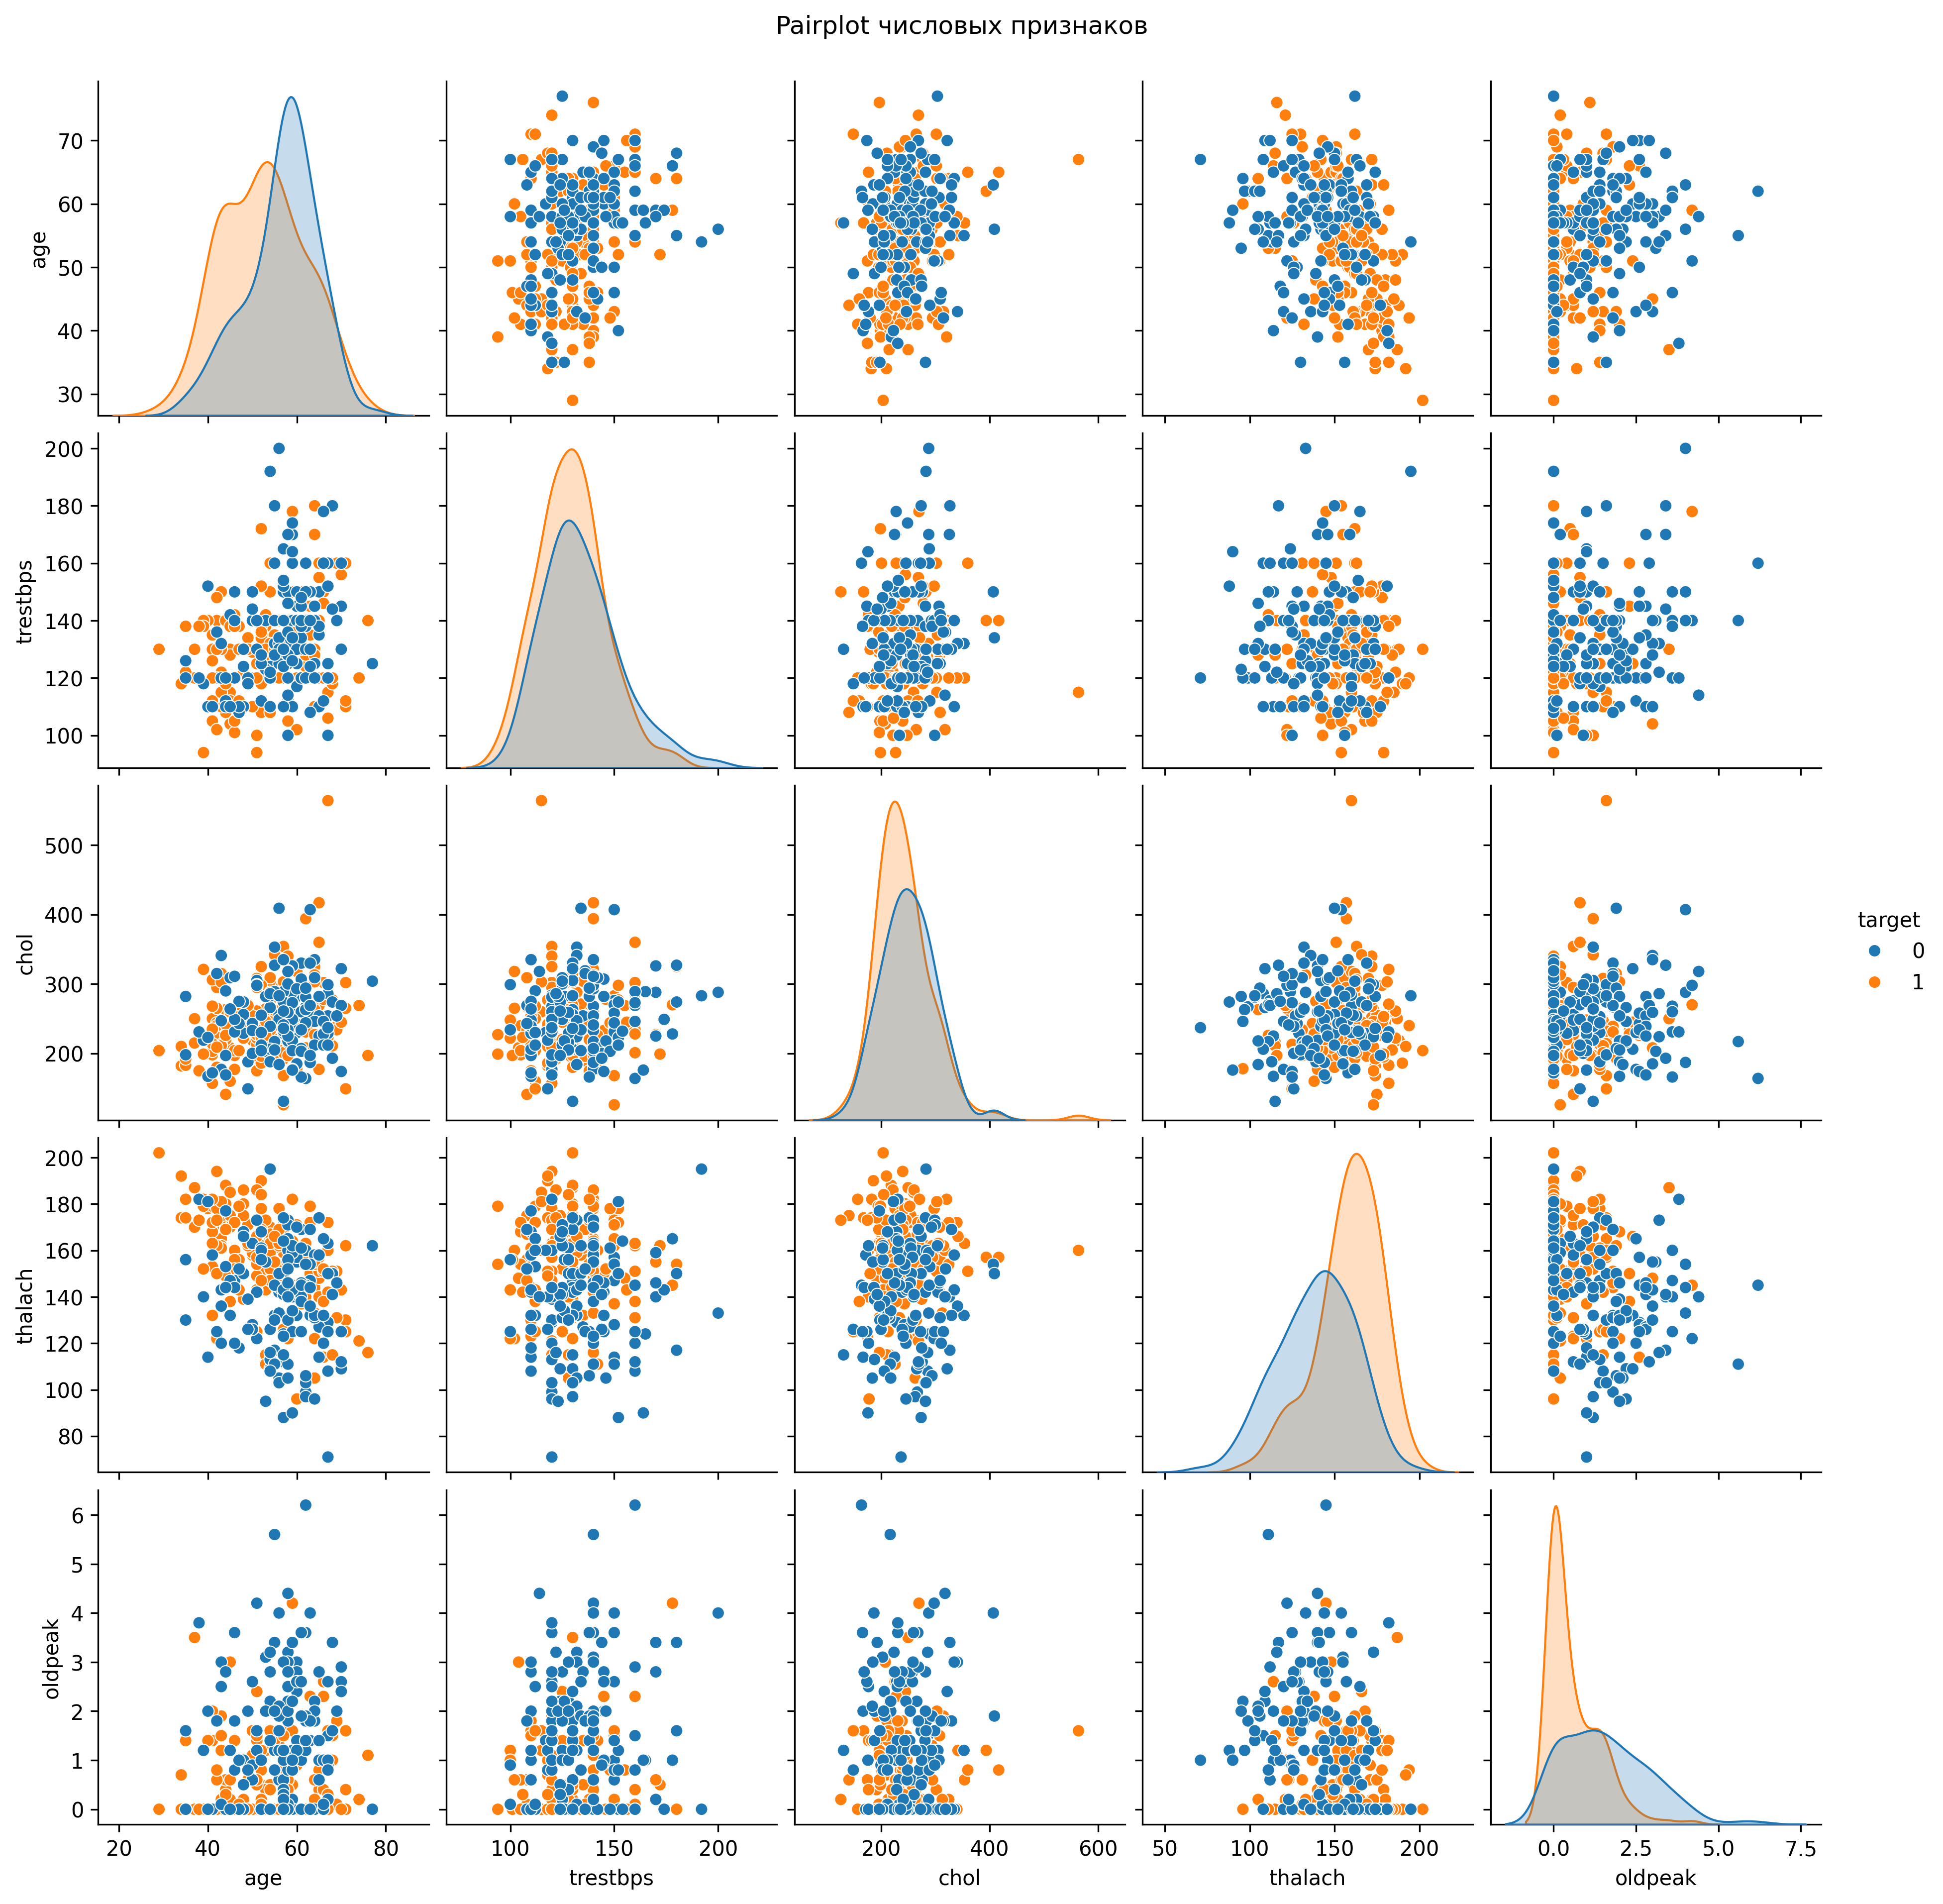 Pairplot числовых признаков
70
60
50
40
30
age
200
180
160
140
120
100
trestbps
500
400
300
200
chol
target
0
1
200
180
160
140
120
100
80
thalach
6
5
4
3
2
1
0
oldpeak
20 40 60 80
100 150 200
200 400 600
50 100 150 200
0.0 2.5 5.0 7.5
age
trestbps
chol
thalach
oldpeak